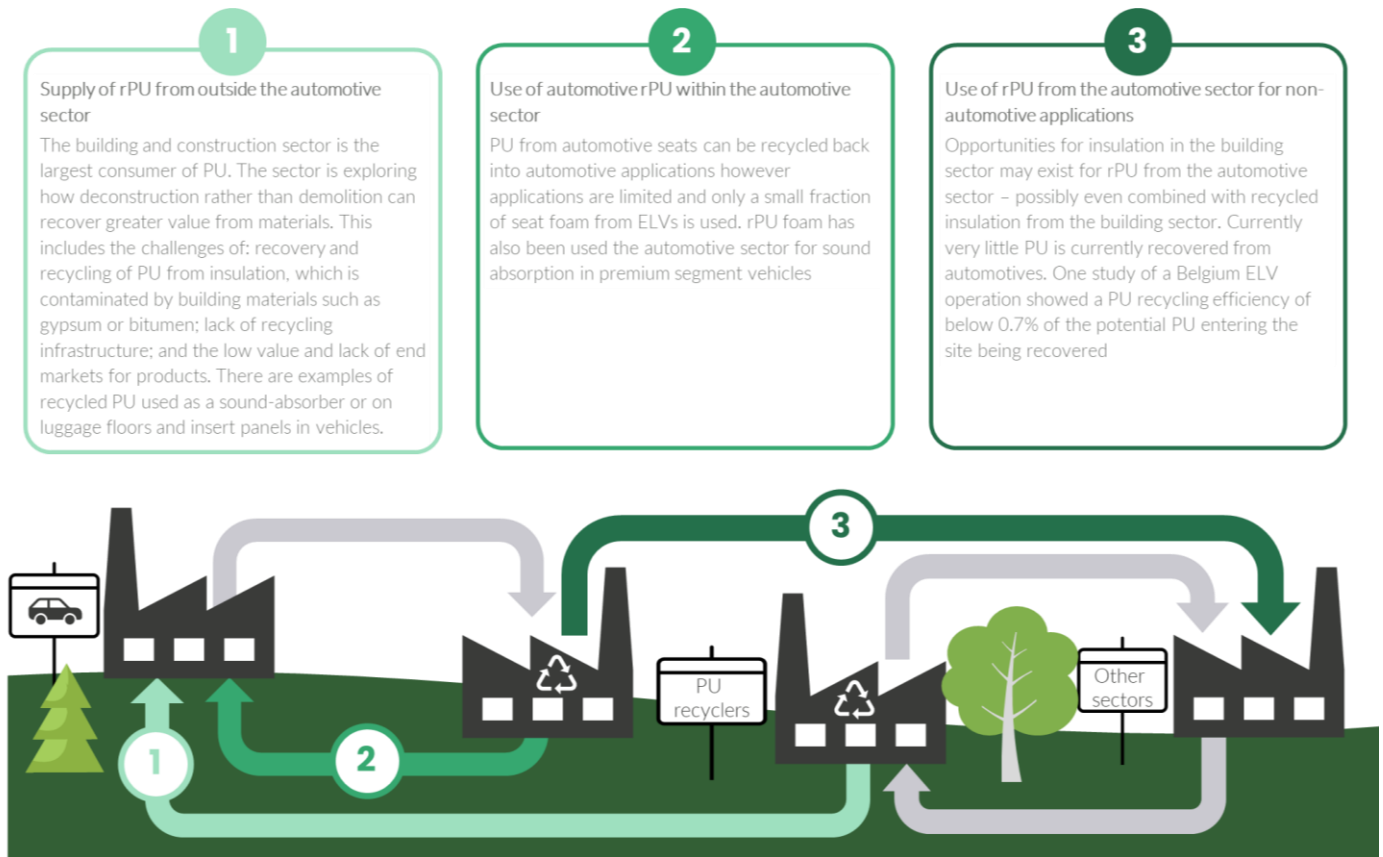 1
Supply of rPU from outside the automotive
sector
The building and construction sector is the
largest consumer of PU. The sector is exploring
how deconstruction rather than demolition can
recover greater value from materials. This
includes the challenges of: recovery and
recycling of PU from insulation, which is
contaminated by building materials such as
gypsum or bitumen; lack of recycling
infrastructure; and the low value and lack of end
markets for products. There are examples of
recycled PU used as a sound-absorber or on
luggage floors and insert panels in vehicles.
2
Use of automotive rPU within the automotive
sector
PU from automotive seats can be recycled back
into automotive applications however
applications are limited and only a small fraction
of seat foam from ELVs is used. rPU foam has
also been used the automotive sector for sound
absorption in premium segment vehicles
3
Use of rPU from the automotive sector for non-
automotive applications
Opportunities for insulation in the building
sector may exist for rPU from the automotive
sector – possibly even combined with recycled
insulation from the building sector. Currently
very little PU is currently recovered from
automotives. One study of a Belgium ELV
operation showed a PU recycling efficiency of
below 0.7% of the potential PU entering the
site being recovered
3
PU
recyclers
Other
sectors
1
2